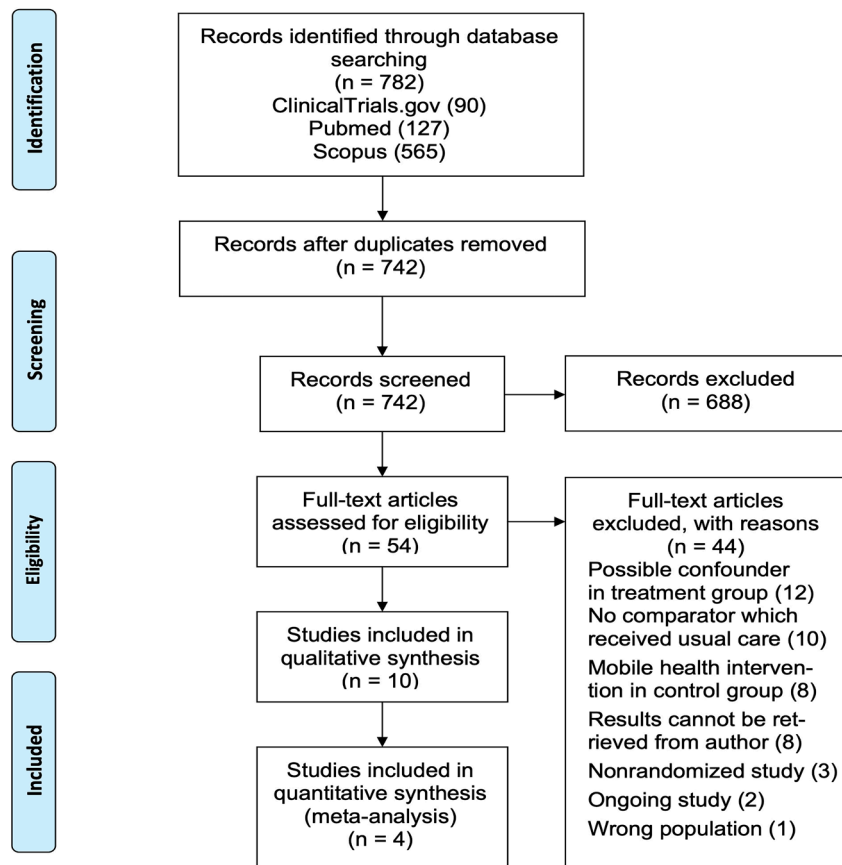 Identification
Records identified through database
searching
(n = 782)
ClinicalTrials.gov (90)
Pubmed (127)
Scopus (565)
Records after duplicates removed
(n = 742)
Screening
Records screened
(n = 742)
Records excluded
(n = 688)
Eligibility
Full-text articles
assessed for eligibility
(n = 54)
Full-text articles
excluded, with reasons
(n = 44)
Possible confounder
in treatment group (12)
No comparator which
received usual care (10)
Mobile health interven-
tion in control group (8)
Results cannot be ret-
rieved from author (8)
Nonrandomized study (3)
Ongoing study (2)
Wrong population (1)
Studies included in
qualitative synthesis
(n = 10)
Included
Studies included in
quantitative synthesis
(meta-analysis)
(n = 4)